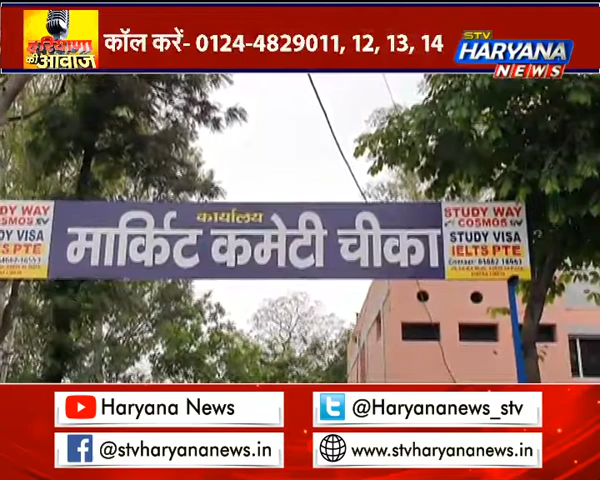 हरियाणा
की आवाज
कॉल करें- 0124-4829011, 12, 13, 14
STV
HARYANA
NEWS
कार्यालय
मार्किट कमेटी चीका
STUDY WAY
COSMOS
STUDY VISA
IELTS PTE
STUDY WAY
COSMOS
STUDY VISA
IELTS PTE
Haryana News
@Haryananews_stv
@stvharyananews.in
www.stvharyananews.in